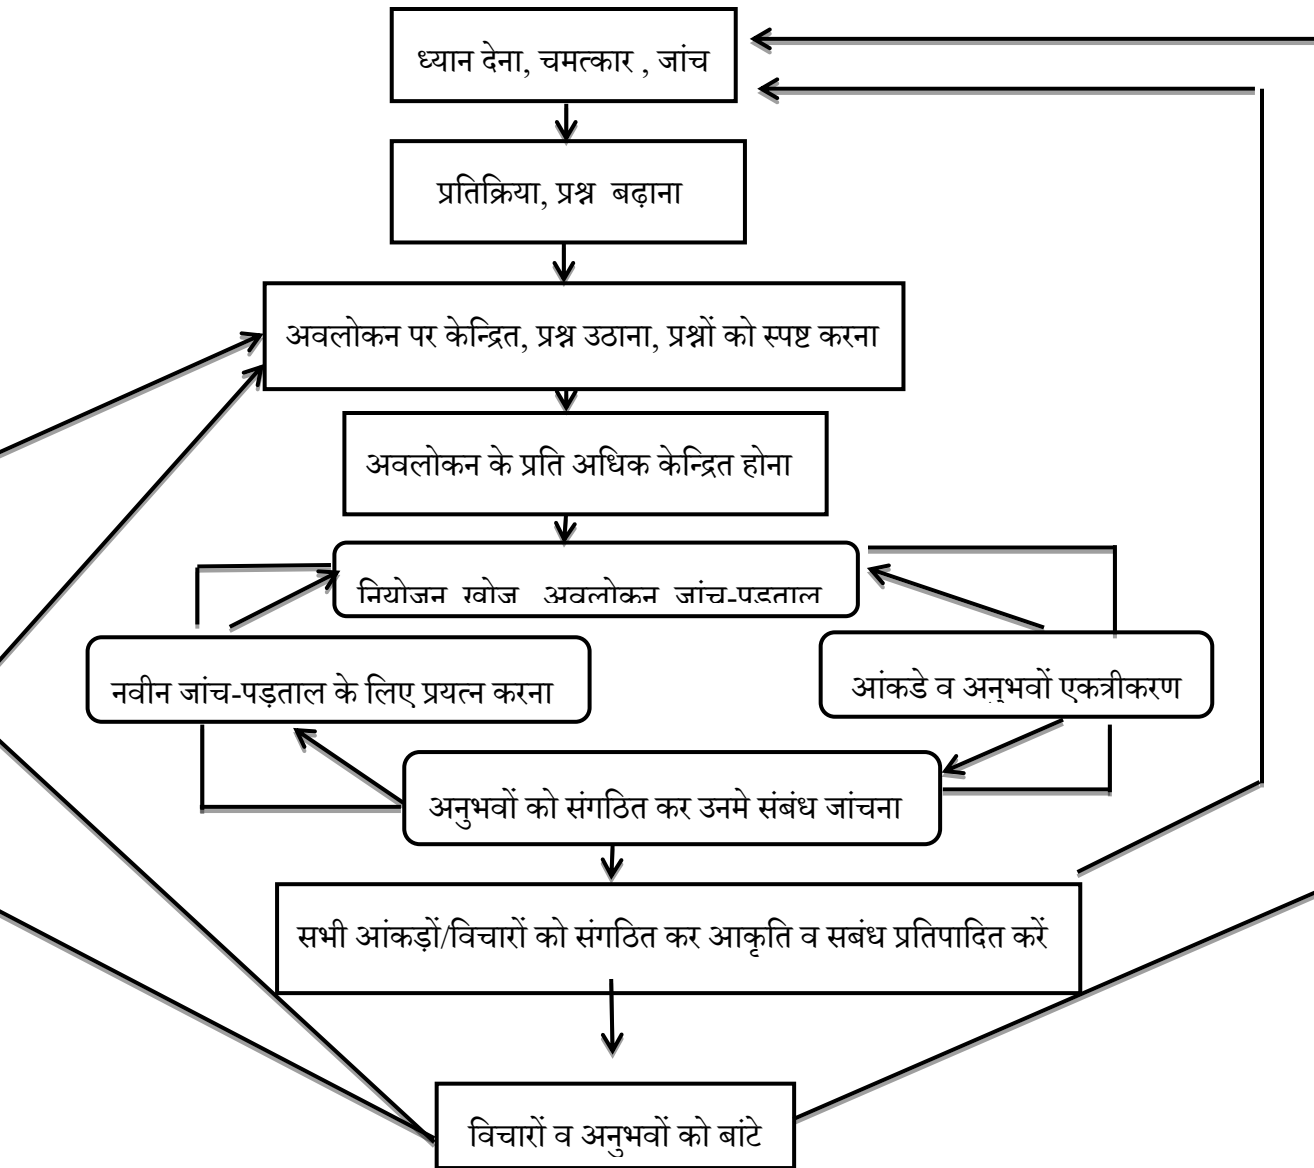 ध्यान देना, चमत्कार , जांच
प्रतिक्रिया, प्रश्न बढ़ाना
अवलोकन पर केन्द्रित, प्रश्न उठाना, प्रश्नों को स्पष्ट करना
अवलोकन के प्रति अधिक केन्द्रित होना
नियोजन खोज अवलोकन जांच-पड़ताल
नवीन जांच-पड़ताल के लिए प्रयत्न करना
आंकडे व अनुभवों एकत्रीकरण
अनुभवों को संगठित कर उनमे संबंध जांचना
सभी आंकड़ों/विचारों को संगठित कर आकृति व सबंध प्रतिपादित करें
विचारों व अनुभवों को बांटे